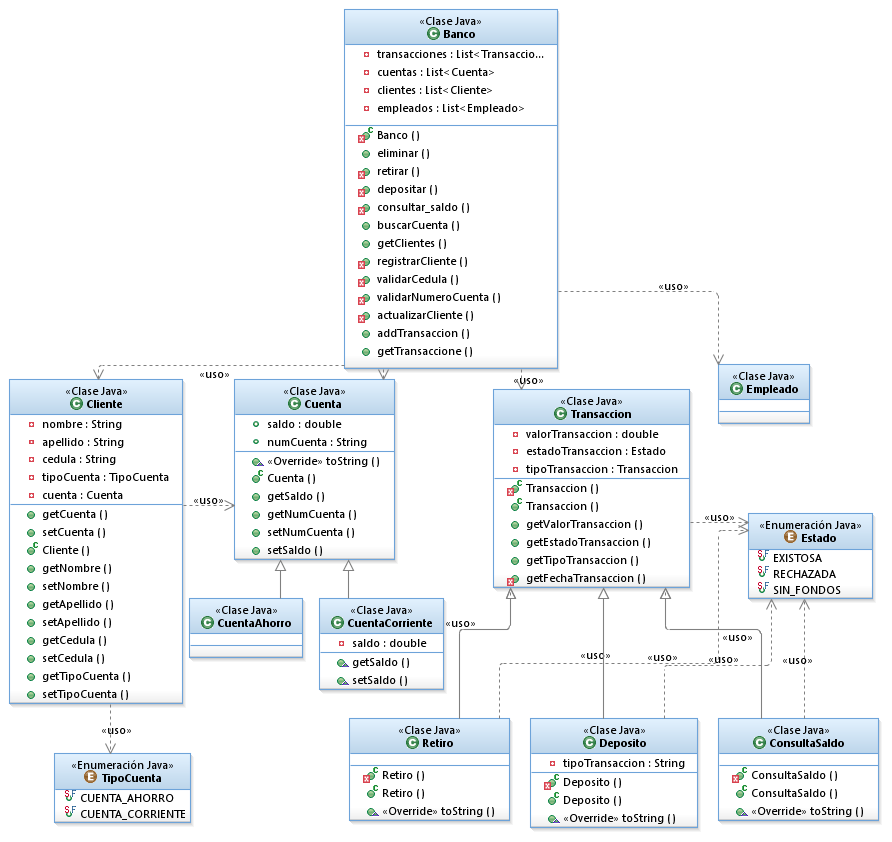 «Clase Java»
Banco
transacciones : List<Transaccio...
cuentas : List<Cuenta>
clientes : List<Cliente>
empleados : List<Empleado>
Banco ( )
eliminar ( )
retirar ( )
depositar ( )
consultar_saldo ( )
buscarCuenta ( )
getClientes ( )
registrarCliente ( )
validarCedula ( )
validarNumeroCuenta ( )
actualizarCliente ( )
addTransaccion ( )
getTransaccione ( )
«uso»
«uso»
«uso»
«Clase Java»
Empleado
«Clase Java»
Cliente
nombre : String
apellido : String
cedula : String
tipoCuenta : TipoCuenta
cuenta : Cuenta
getCuenta ( )
setCuenta ( )
Cliente ( )
getNombre ( )
setNombre ( )
getApellido ( )
setApellido ( )
getCedula ( )
setCedula ( )
getTipoCuenta ( )
setTipoCuenta ( )
«uso»
«Clase Java»
Cuenta
saldo : double
numCuenta : String
«Override» toString ( )
Cuenta ( )
getSaldo ( )
getNumCuenta ( )
setNumCuenta ( )
setSaldo ( )
«Clase Java»
Transaccion
valorTransaccion : double
estadoTransaccion : Estado
tipoTransaccion : Transaccion
Transaccion ( )
Transaccion ( )
getValorTransaccion ( )
getEstadoTransaccion ( )
getTipoTransaccion ( )
getFechaTransaccion ( )
«uso»
«Enumeración Java»
Estado
EXISTOSA
RECHAZADA
SIN_FONDOS
«Clase Java»
CuentaAhorro
«Clase Java»
CuentaCorriente
saldo : double
getSaldo ( )
setSaldo ( )
«uso»
«uso»
«uso»
«uso»
«uso»
«uso»
«uso»
«Enumeración Java»
TipoCuenta
CUENTA_AHORRO
CUENTA_CORRIENTE
«Clase Java»
Retiro
Retiro ( )
Retiro ( )
«Override» toString ( )
«Clase Java»
Deposito
tipoTransaccion : String
Deposito ( )
Deposito ( )
«Override» toString ( )
«Clase Java»
ConsultaSaldo
ConsultaSaldo ( )
ConsultaSaldo ( )
«Override» toString ( )